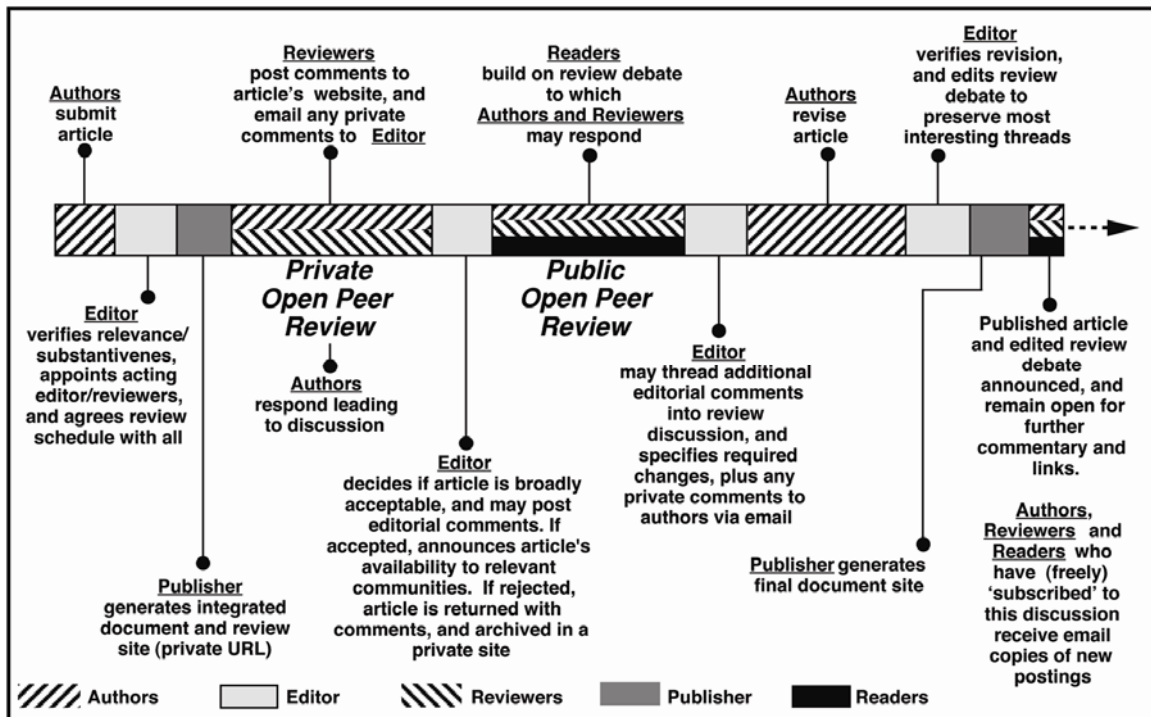 Authors
submit
article
Reviewers
post comments to
article's website, and
email any private
comments to Editor
Readers
build on review debate
to which
Authors and Reviewers
may respond
Authors
revise
article
Editor
verifies revision,
and edits review
debate to
preserve most
interesting threads
Private
Open Peer
Review
Public
Open Peer
Review
Editor
verifies relevance/
substantivenes,
appoints acting
editor/reviewers,
and agrees review
schedule with all
Publisher
generates integrated
document and review
site (private URL)
Authors
respond leading
to discussion
Editor
decides if article is broadly
acceptable, and may post
editorial comments. If
accepted, announces article's
availability to relevant
communities. If rejected,
article is returned with
comments, and archived in a
private site
Editor
may thread additional
editorial comments
into review
discussion, and
specifies required
changes, plus any
private comments to
authors via email
Publisher generates
final document site
Published article
and edited review
debate
announced, and
remain open for
further
commentary and
links.
Authors,
Reviewers and
Readers who
have (freely)
'subscribed' to
this discussion
receive email
copies of new
postings
Authors
Editor
Reviewers
Publisher
Readers